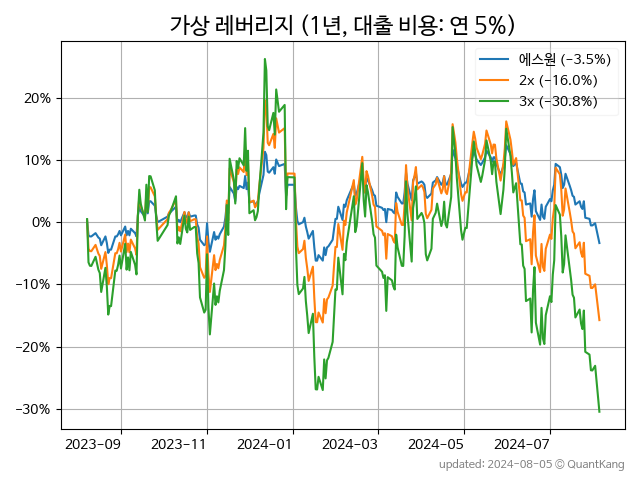 가상 레버리지 (1년, 대출 비용: 연 5%)
에스원 (−3.5%)
2x (−16.0%)
3x (−30.8%)
20%
10%
0%
−10%
−20%
−30%
2023-09 2023-11 2024-01 2024-03 2024-05 2024-07
updated: 2024-08-05 © QuantKang